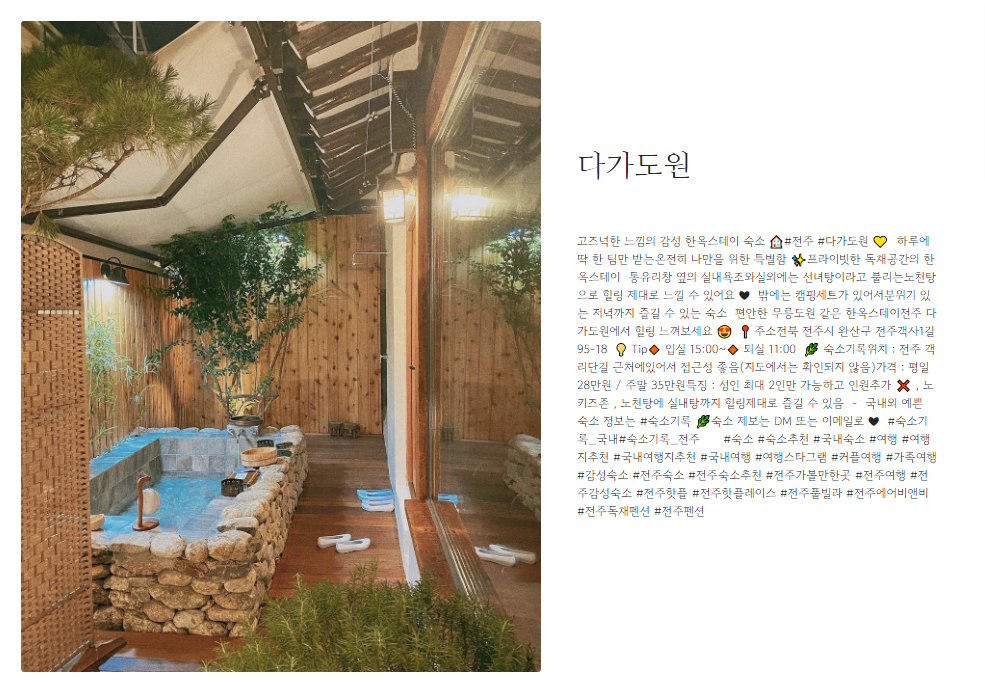 다가도원
고즈넉한 느낌의 감성 한옥스테이 숙소 🏠#전주 #다가도원 💛 하루에
딱 한 팀만 받는온전히 나만을 위한 특별함 ✨프라이빗한 독채공간의 한
옥스테이 통유리창 옆의 실내욕조와실외에는 선녀탕이라고 불리는노천탕
으로 힐링 제대로 느낄 수 있어요 🖤 밖에는 캠핑세트가 있어서분위기 있
는 저녁까지 즐길 수 있는 숙소 편안한 무릉도원 같은 한옥스테이전주 다
가도원에서 힐링 느껴보세요 😍 📍주소전북 전주시 완산구 전주객사1길
95-18 💡 Tip🔸 입실 15:00~🔸 퇴실 11:00 🌿 숙소기록위치 : 전주 객
리단길 근처에있어서 접근성 좋음(지도에서는 확인되지 않음)가격 : 평일
28만원 / 주말 35만원특징 : 성인 최대 2인만 가능하고 인원추가 ❌ , 노
키즈존 , 노천탕에 실내탕까지 힐링제대로 즐길 수 있음 - 국내의 예쁜
숙소 정보는 #숙소기록 🌿숙소 제보는 DM 또는 이메일로 🖤 #숙소기
록_국내#숙소기록_전주 #숙소 #숙소추천 #국내숙소 #여행 #여행
지추천 #국내여행지추천 #국내여행 #여행스타그램 #커플여행 #가족여행
#감성숙소 #전주숙소 #전주숙소추천 #전주가볼만한곳 #전주여행 #전
주감성숙소 #전주핫플 #전주핫플레이스 #전주풀빌라 #전주에어비앤비
#전주독채펜션 #전주펜션